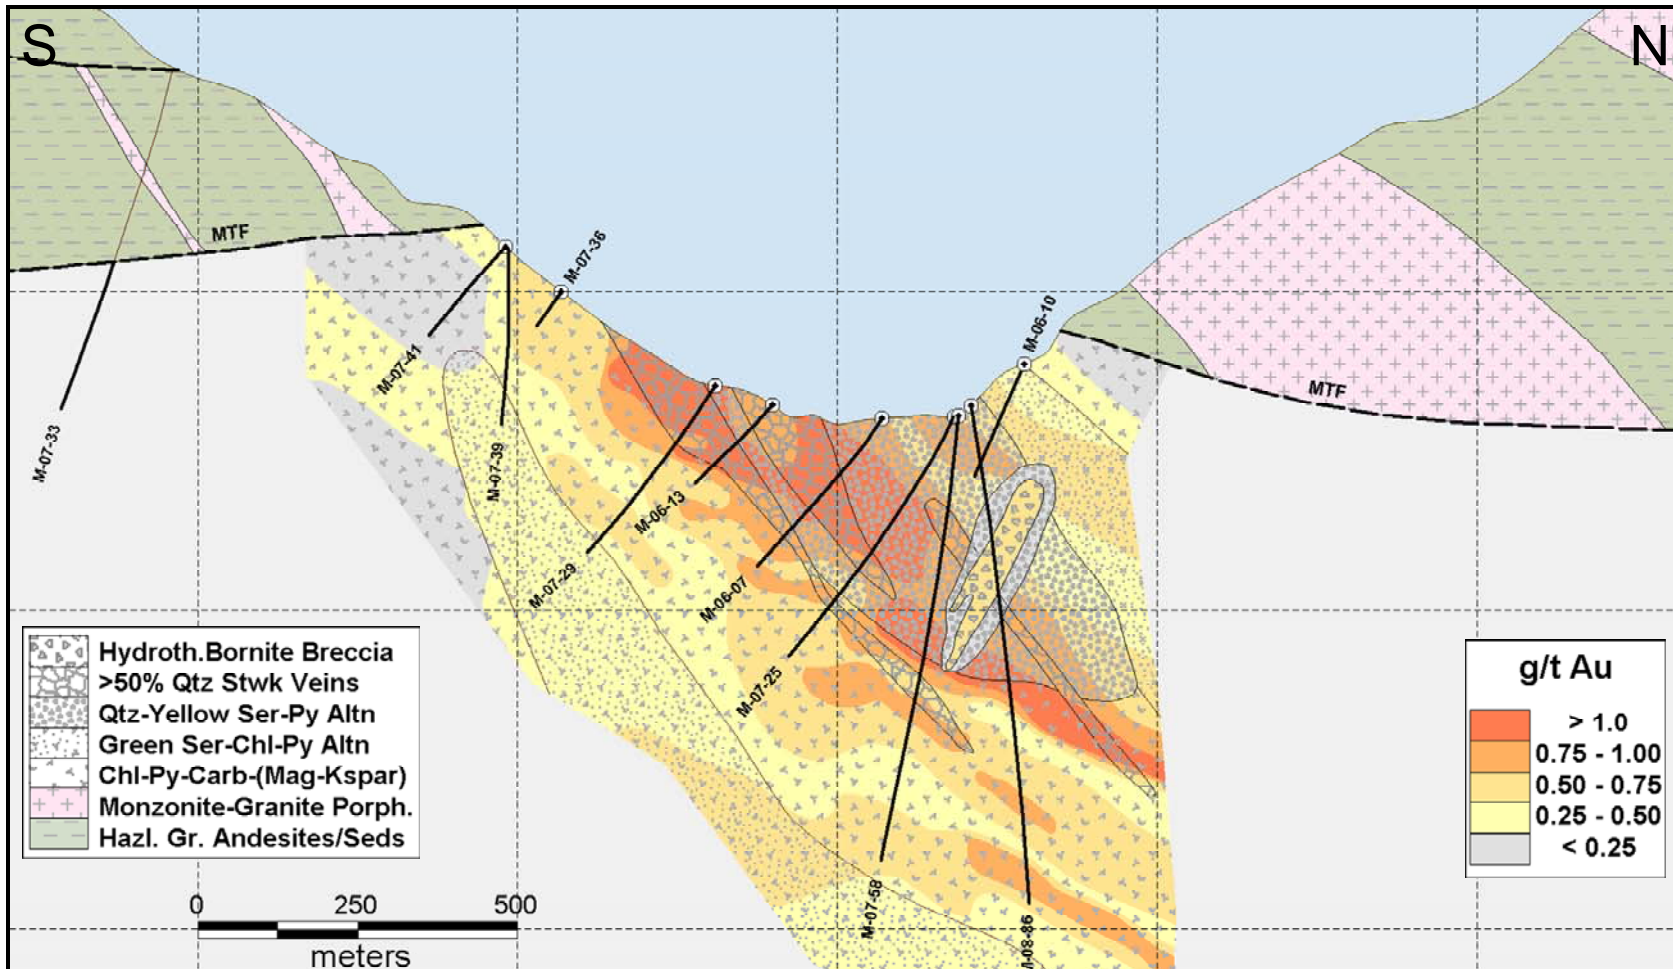 S
N
MTF
M-07-36
M-06-10
M-07-41
MTF
M-07-33
M-07-39
M-06-13
M-07-29
M-06-07
M-07-25
M-07-58
M-08-86
Hydroth.Bornite Breccia
>50% Qtz Stwk Veins
Qtz-Yellow Ser-Py Altn
Green Ser-Chl-Py Altn
Chl-Py-Carb-(Mag-Kspar)
Monzonite-Granite Porph.
Hazl. Gr. Andesites/Seds
g/t Au
> 1.0
0.75 - 1.00
0.50 - 0.75
0.25 - 0.50
< 0.25
0 250 500
meters